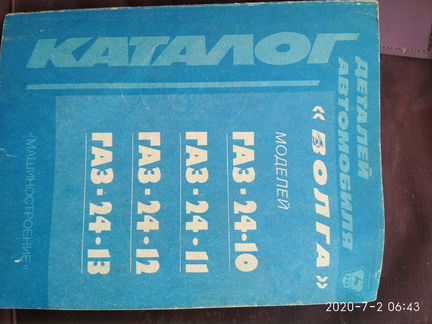 КАТАЛОГ
ДЕТАЛЕЙ
АВТОМОБИЛЯ
«ВОЛГА»
МОДЕЛЕЙ
ГАЗ-24-10
ГАЗ-24-11
ГАЗ-24-12
ГАЗ-24-13
«МАШИНОСТРОЕНИЕ»
2020-7-2 06:43